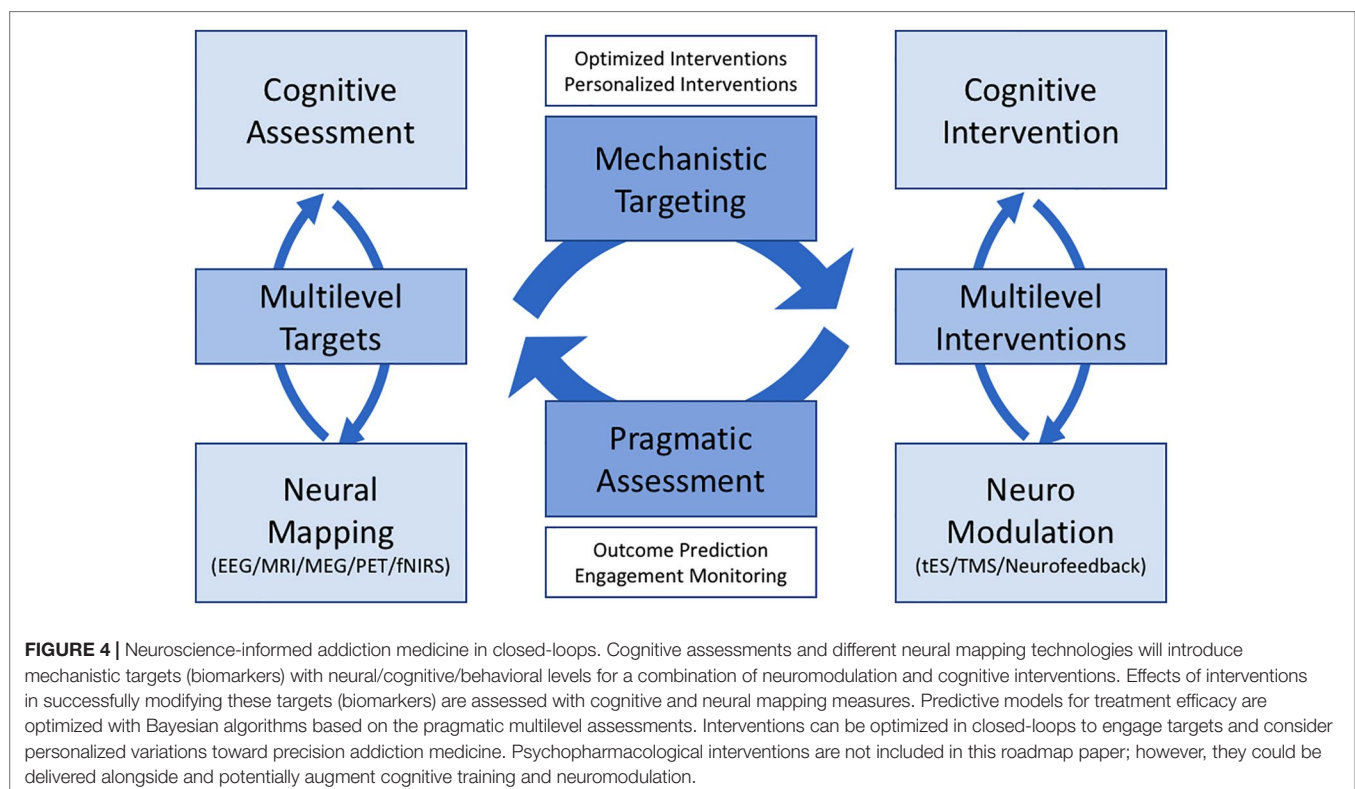 Cognitive
Assessment
Multilevel
Targets
Neural
Mapping
(EEG/MRI/MEG/PET/fNIRS)
Optimized Interventions
Personalized Interventions
Mechanistic
Targeting
Pragmatic
Assessment
Outcome Prediction
Engagement Monitoring
Cognitive
Intervention
Multilevel
Interventions
Neuro
Modulation
(tES/TMS/Neurofeedback)
FIGURE 4 | Neuroscience-informed addiction medicine in closed-loops. Cognitive assessments and different neural mapping technologies will introduce
mechanistic targets (biomarkers) with neural/cognitive/behavioral levels for a combination of neuromodulation and cognitive interventions. Effects of interventions
in successfully modifying these targets (biomarkers) are assessed with cognitive and neural mapping measures. Predictive models for treatment efficacy are
optimized with Bayesian algorithms based on the pragmatic multilevel assessments. Interventions can be optimized in closed-loops to engage targets and consider
personalized variations toward precision addiction medicine. Psychopharmacological interventions are not included in this roadmap paper; however, they could be
delivered alongside and potentially augment cognitive training and neuromodulation.